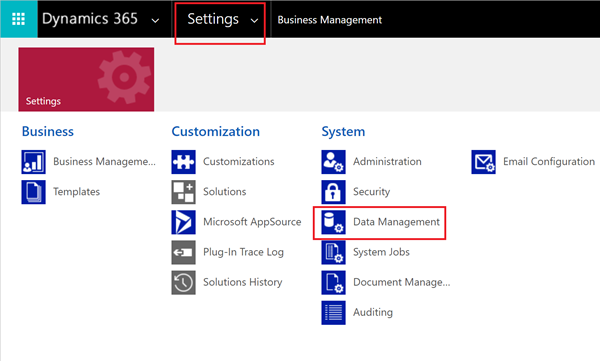 Dynamics 365 Settings Business Management
Settings
Business Customization System
Business Manageme... Customizations Administration Email Configuration
Templates Solutions Security
Microsoft AppSource Data Management
Plug-In Trace Log System Jobs
Solutions History Document Manage...
Auditing